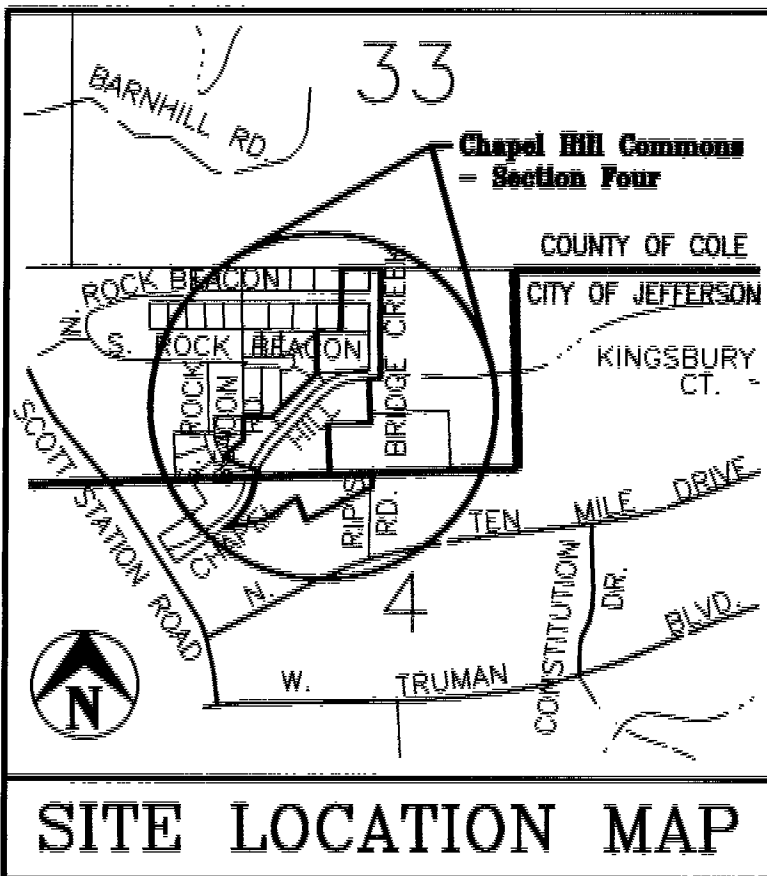 33
BARNHILL RD.
Chapel Hill Commons
- Section Four
COUNTY OF COLE
CITY OF JEFFERSON
N. ROCK BEACON
BRIDGE CREEK
S. ROCK BEACON
KINGSBURY
CT.
ROCK
RD.
HILL
CHAPEL
SCOTT STATION ROAD
RIPS
RD.
N. TEN MILE DRIVE
4
CONSTITUTION
DR.
W. TRUMAN BLVD.
N
SITE LOCATION MAP